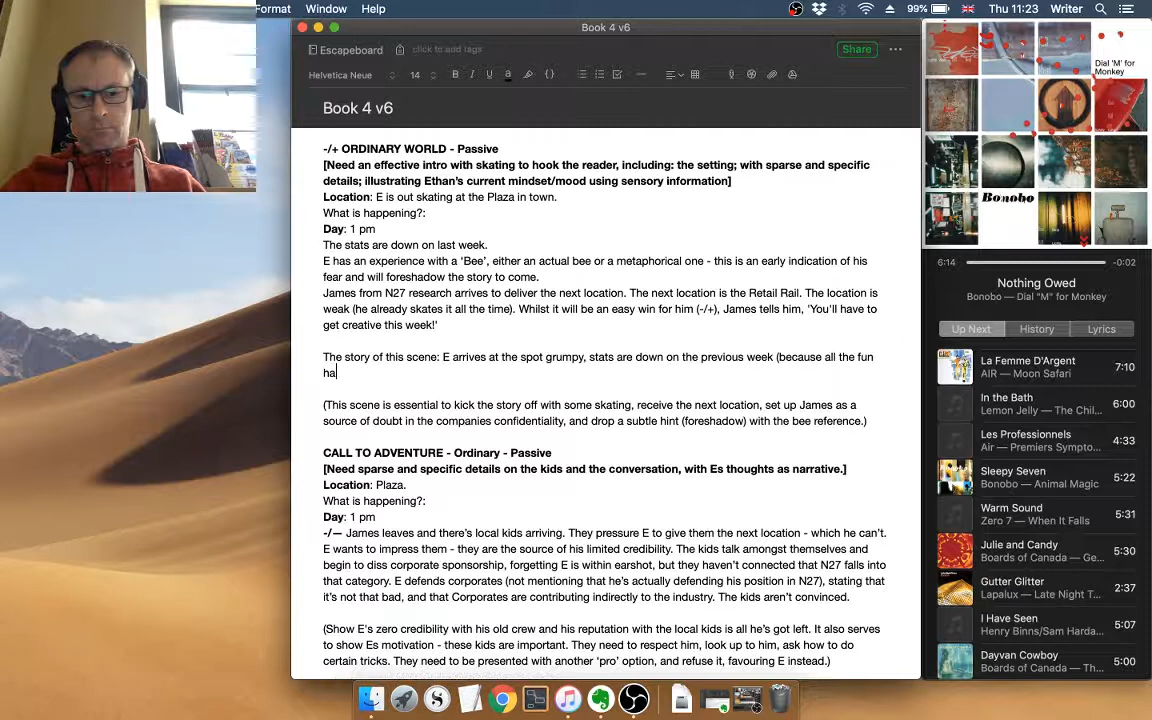 Format Window Help
99% Thu 11:23 Writer
Book 4 v6
Escapeboard click to add tags
Share
Helvetica Neue 14 B I U a
Book 4 v6
-/+ ORDINARY WORLD - Passive
[Need an effective intro with skating to hook the reader, including: the setting; with sparse and specific
details; illustrating Ethan's current mindset/mood using sensory information]
Location: E is out skating at the Plaza in town.
What is happening?:
Day: 1 pm
The stats are down on last week.
E has an experience with a 'Bee', either an actual bee or a metaphorical one - this is an early indication of his
fear and will foreshadow the story to come.
James from N27 research arrives to deliver the next location. The next location is the Retail Rail. The location is
weak (he already skates it all the time). Whilst it will be an easy win for him (-/+), James tells him, 'You'll have to
get creative this week!'
The story of this scene: E arrives at the spot grumpy, stats are down on the previous week (because all the fun
ha
(This scene is essential to kick the story off with some skating, receive the next location, set up James as a
source of doubt in the companies confidentiality, and drop a subtle hint (foreshadow) with the bee reference.)
CALL TO ADVENTURE - Ordinary - Passive
[Need sparse and specific details on the kids and the conversation, with Es thoughts as narrative.]
Location: Plaza.
What is happening?:
Day: 1 pm
-/— James leaves and there's local kids arriving. They pressure E to give them the next location - which he can't.
E wants to impress them - they are the source of his limited credibility. The kids talk amongst themselves and
begin to diss corporate sponsorship, forgetting E is within earshot, but they haven't connected that N27 falls into
that category. E defends corporates (not mentioning that he's actually defending his position in N27), stating that
it's not that bad, and that Corporates are contributing indirectly to the industry. The kids aren't convinced.
(Show E's zero credibility with his old crew and his reputation with the local kids is all he's got left. It also serves
to show Es motivation - these kids are important. They need to respect him, look up to him, ask how to do
certain tricks. They need to be presented with another 'pro' option, and refuse it, favouring E instead.)
Dial 'M' for
Monkey
Bonobo
6:14 -0:02
Nothing Owed
Bonobo — Dial "M" for Monkey
Up Next History Lyrics
La Femme D'Argent
AIR — Moon Safari
7:10
In the Bath
Lemon Jelly — The Chil...
6:00
Les Professionnels
Air — Premiers Sympto...
4:33
Sleepy Seven
Bonobo — Animal Magic
5:22
Warm Sound
Zero 7 — When It Falls
5:31
Julie and Candy
Boards of Canada — Ge...
5:30
Gutter Glitter
Lapalux — Late Night T...
2:37
I Have Seen
Henry Binns/Sam Harda...
5:07
Dayvan Cowboy
Boards of Canada — Th...
5:00